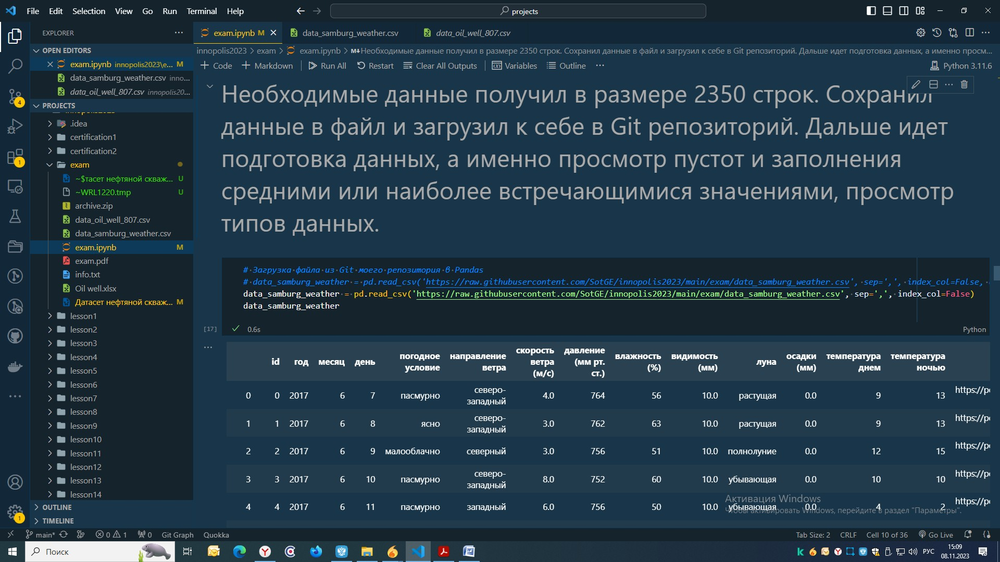 File Edit Selection View Go Run Terminal Help
projects
EXPLORER
exam.ipynb M
data_samburg_weather.csv
data_oil_well_807.csv
OPEN EDITORS
exam.ipynb innopolis2023\e... M
data_samburg_weather.csv inno...
data_oil_well_807.csv innopolis20...
PROJECTS
.idea
certification1
certification2
exam
~$тасет нефтяной скваж... U
~WRL1220.tmp U
archive.zip
data_oil_well_807.csv
data_samburg_weather.csv
exam.ipynb M
exam.pdf
info.txt
Oil well.xlsx
Датасет нефтяной скваж... M
lesson1
lesson2
lesson3
lesson4
lesson5
lesson6
lesson7
lesson8
lesson9
lesson10
lesson11
lesson12
lesson13
lesson14
OUTLINE
TIMELINE
innopolis2023 > exam > exam.ipynb > M↓Необходимые данные получил в размере 2350 строк. Сохранил данные в файл и загрузил к себе в Git репозиторий. Дальше идет подготовка данных, а именно просм...
+ Code + Markdown Run All Restart Clear All Outputs Variables Outline ... Python 3.11.6
Необходимые данные получил в размере 2350 строк. Сохранил
данные в файл и загрузил к себе в Git репозиторий. Дальше идет
подготовка данных, а именно просмотр пустот и заполнения
средними или наиболее встречающимися значениями, просмотр
типов данных.
# Загрузка файла из Git моего репозитория в Pandas
# data_samburg_weather = pd.read_csv('https://raw.githubusercontent.com/SotGE/innopolis2023/main/exam/data_samburg_weather.csv', sep=',', index_col=False,
data_samburg_weather = pd.read_csv('https://raw.githubusercontent.com/SotGE/innopolis2023/main/exam/data_samburg_weather.csv', sep=',', index_col=False)
data_samburg_weather
[17] 0.6s Python
id год месяц день погодное условие направление ветра скорость ветра (м/с) давление (мм рт. ст.) влажность (%) видимость (мм) луна осадки (мм) температура днем температура ночью
0 0 2017 6 7 пасмурно северо-западный 4.0 764 56 10.0 растущая 0.0 9 13 https://p
1 1 2017 6 8 ясно северо-западный 3.0 762 63 10.0 растущая 0.0 9 13 https://p
2 2 2017 6 9 малооблачно северный 3.0 756 51 10.0 полнолуние 0.0 12 15 https://p
3 3 2017 6 10 пасмурно северо-западный 8.0 752 60 10.0 убывающая 0.0 10 10 https://p
4 4 2017 6 11 пасмурно западный 6.0 756 50 10.0 убывающая 0.0 4 2 https://p
Активация Windows
Чтобы активировать Windows, перейдите в раздел "Параметры".
main* 0 1 0 Git Graph Quokka Tab Size: 2 CRLF Cell 10 of 36 Go Live
Поиск
РУС
15:09
08.11.2023